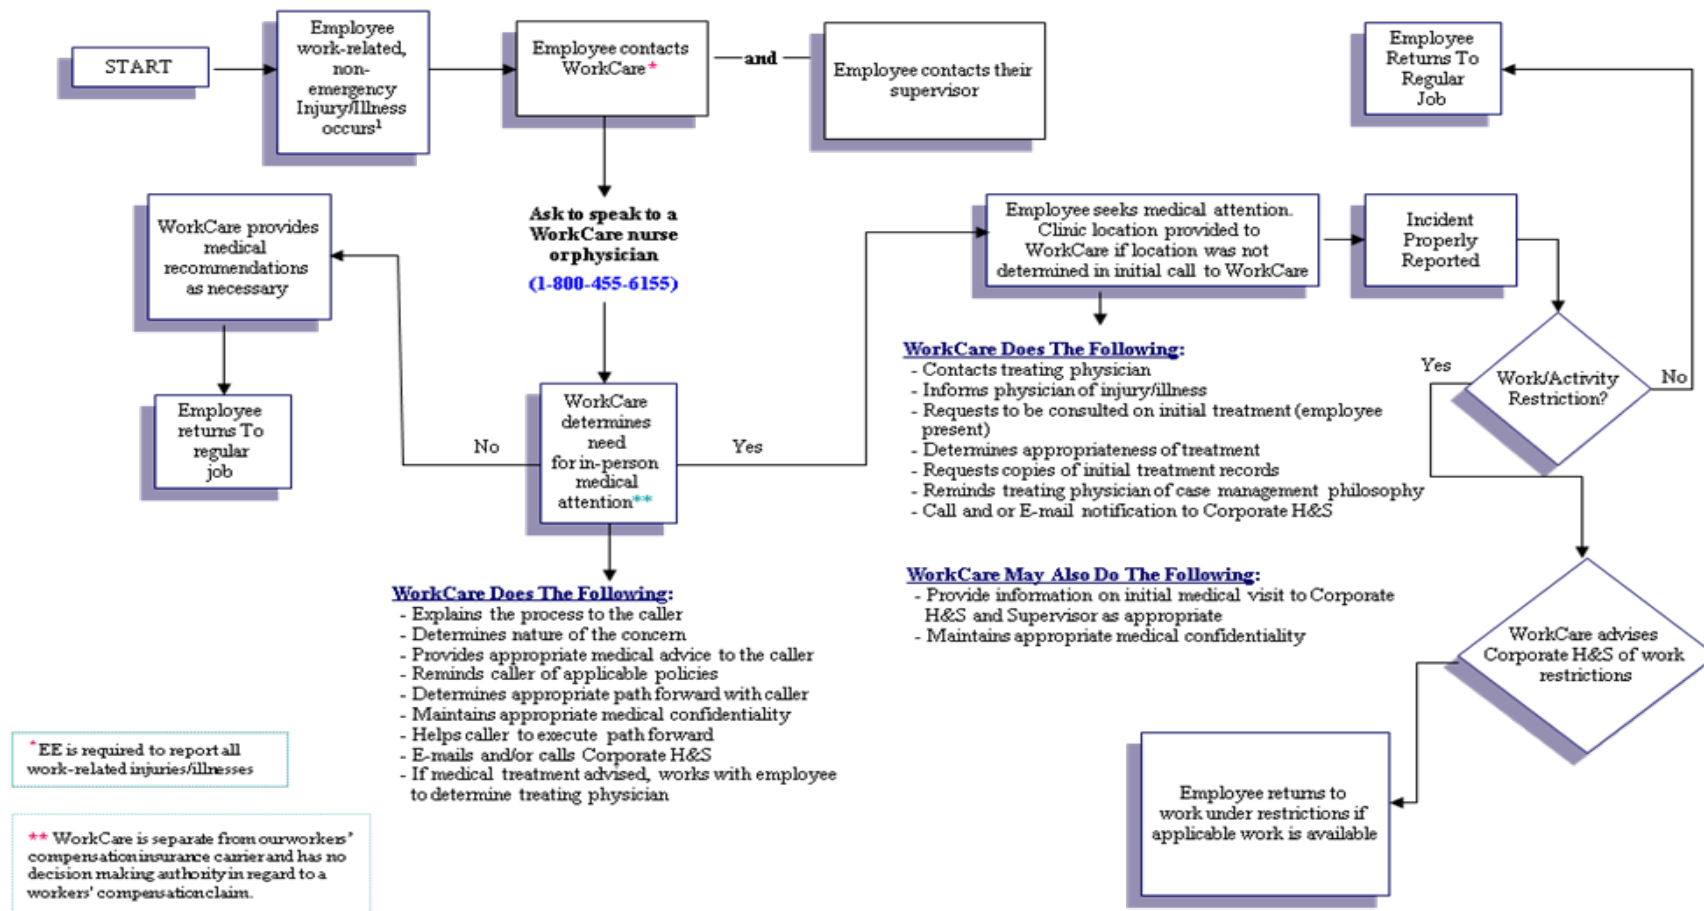 START
Employee
work-related,
non-
emergency
Injury/Illness
occurs¹
Employee contacts
WorkCare*
and
Employee contacts their
supervisor
Employee
Returns To
Regular
Job
WorkCare provides
medical
recommendations
as necessary
Ask to speak to a
WorkCare nurse
or physician
(1-800-455-6155)
Employee seeks medical attention.
Clinic location provided to
WorkCare if location was not
determined in initial call to WorkCare
Incident
Properly
Reported
Employee
returns To
regular
job
No
WorkCare
determines
need
for in-person
medical
attention**
Yes
WorkCare Does The Following:
- Contacts treating physician
- Informs physician of injury/illness
- Requests to be consulted on initial treatment (employee
present)
- Determines appropriateness of treatment
- Requests copies of initial treatment records
- Reminds treating physician of case management philosophy
- Call and or E-mail notification to Corporate H&S
Yes
Work/Activity
Restriction?
No
WorkCare Does The Following:
- Explains the process to the caller
- Determines nature of the concern
- Provides appropriate medical advice to the caller
- Reminds caller of applicable policies
- Determines appropriate path forward with caller
- Maintains appropriate medical confidentiality
- Helps caller to execute path forward
- E-mails and/or calls Corporate H&S
- If medical treatment advised, works with employee
to determine treating physician
WorkCare May Also Do The Following:
- Provide information on initial medical visit to Corporate
H&S and Supervisor as appropriate
- Maintains appropriate medical confidentiality
WorkCare advises
Corporate H&S of work
restrictions
Employee returns to
work under restrictions if
applicable work is available
*EE is required to report all
work-related injuries/illnesses
** WorkCare is separate from our workers'
compensation insurance carrier and has no
decision making authority in regard to a
workers' compensation claim.